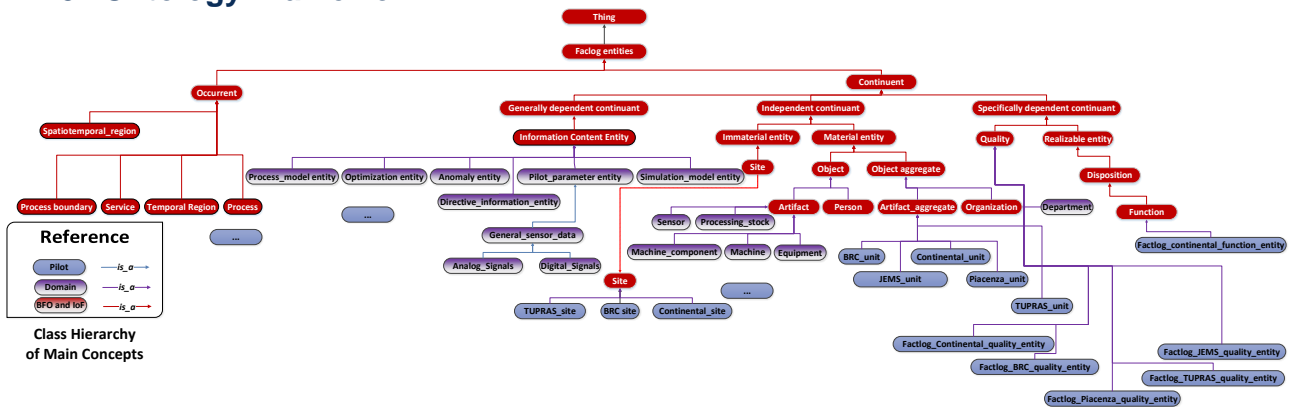 Thing
Faclog entities
Continuent
Occurrent
Generally dependent continuant
Independent continuant
Specifically dependent continuant
Spatiotemporal_region
Information Content Entity
Immaterial entity
Material entity
Quality
Realizable entity
Site
Object
Object aggregate
Process_model entity
Optimization entity
Anomaly entity
Pilot_parameter entity
Simulation_model entity
Disposition
Directive_information_entity
Process boundary
Service
Temporal Region
Process
...
Artifact
Person
Artifact_aggregate
Organization
Department
Function
Sensor
Processing_stock
...
General_sensor_data
Machine_component
Machine
Equipment
Factlog_continental_function_entity
BRC_unit
Continental_unit
Analog_Signals
Digital_Signals
JEMS_unit
Piacenza_unit
Site
...
TUPRAS_unit
TUPRAS_site
BRC site
Continental_site
Reference
Pilot
is_a
Domain
is_a
BFO and IoF
is_a
Class Hierarchy
of Main Concepts
Factlog_Continental_quality_entity
Factlog_JEMS_quality_entity
Factlog_BRC_quality_entity
Factlog_TUPRAS_quality_entity
Factlog_Piacenza_quality_entity